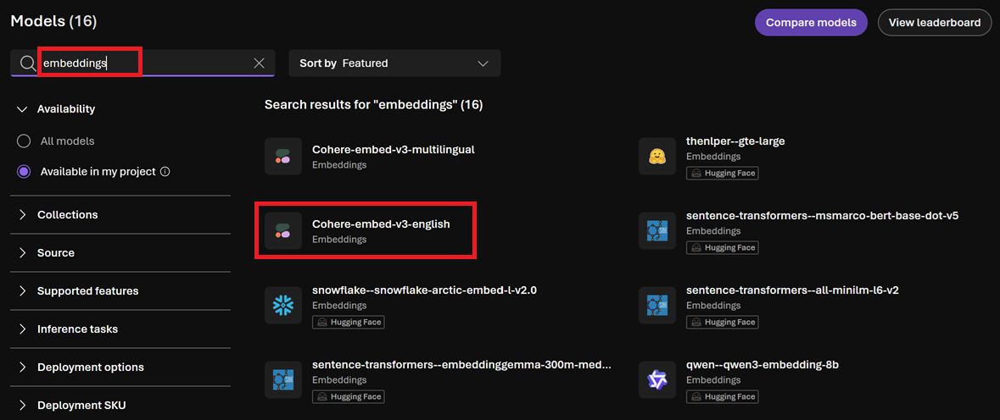 Models (16)
Compare models
View leaderboard
embeddings
Sort by Featured
Availability
All models
Available in my project
Collections
Source
Supported features
Inference tasks
Deployment options
Deployment SKU
Search results for "embeddings" (16)
Cohere-embed-v3-multilingual
Embeddings
thenlper--gte-large
Embeddings
Hugging Face
Cohere-embed-v3-english
Embeddings
sentence-transformers--msmarco-bert-base-dot-v5
Embeddings
Hugging Face
snowflake--snowflake-arctic-embed-l-v2.0
Embeddings
Hugging Face
sentence-transformers--all-minilm-l6-v2
Embeddings
Hugging Face
sentence-transformers--embeddinggemma-300m-med...
Embeddings
Hugging Face
qwen--qwen3-embedding-8b
Embeddings
Hugging Face